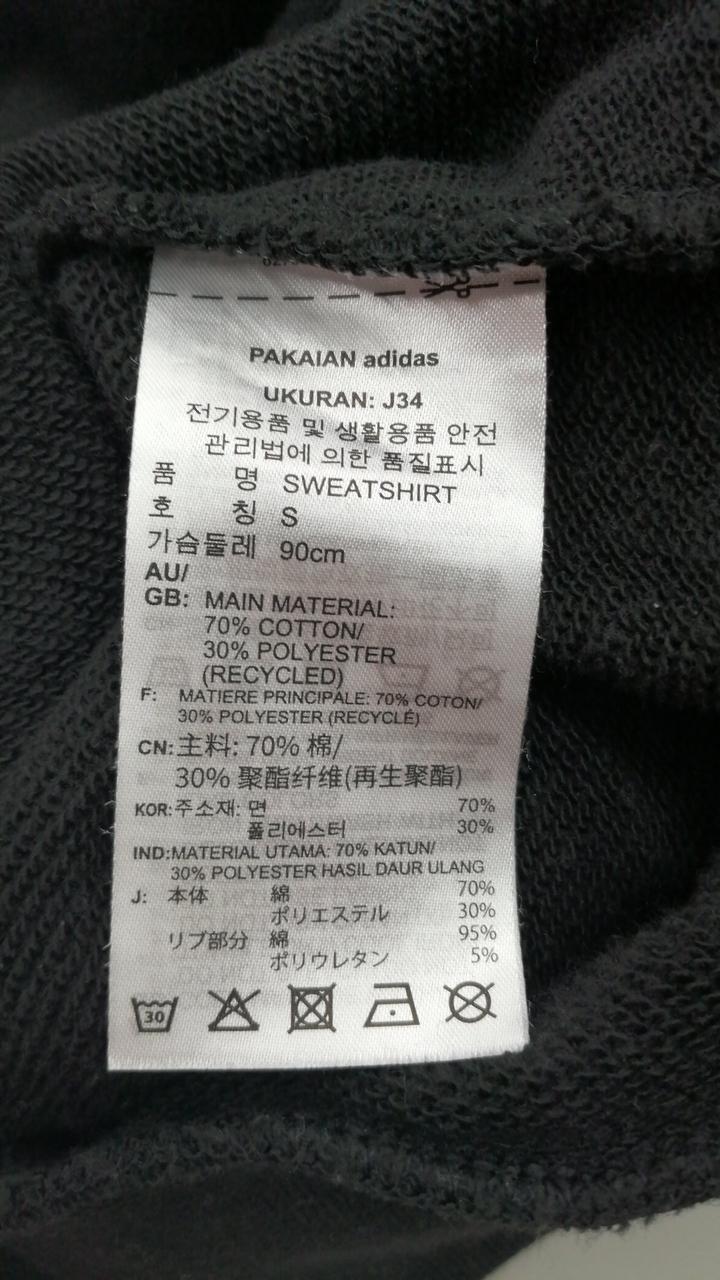 PAKAIAN adidas
UKURAN: J34
전기용품 및 생활용품 안전
관리법에 의한 품질표시
품 명 SWEATSHIRT
호 칭 S
가슴둘레 90cm
AU/
GB: MAIN MATERIAL:
70% COTTON/
30% POLYESTER
(RECYCLED)
F: MATIERE PRINCIPALE: 70% COTON/
30% POLYESTER (RECYCLÉ)
CN: 主料: 70% 棉/
30% 聚酯纤维(再生聚酯)
KOR: 주소재: 면 70%
폴리에스터 30%
IND: MATERIAL UTAMA: 70% KATUN/
30% POLYESTER HASIL DAUR ULANG
J: 本体 綿 70%
ポリエステル 30%
リブ部分 綿 95%
ポリウレタン 5%
30